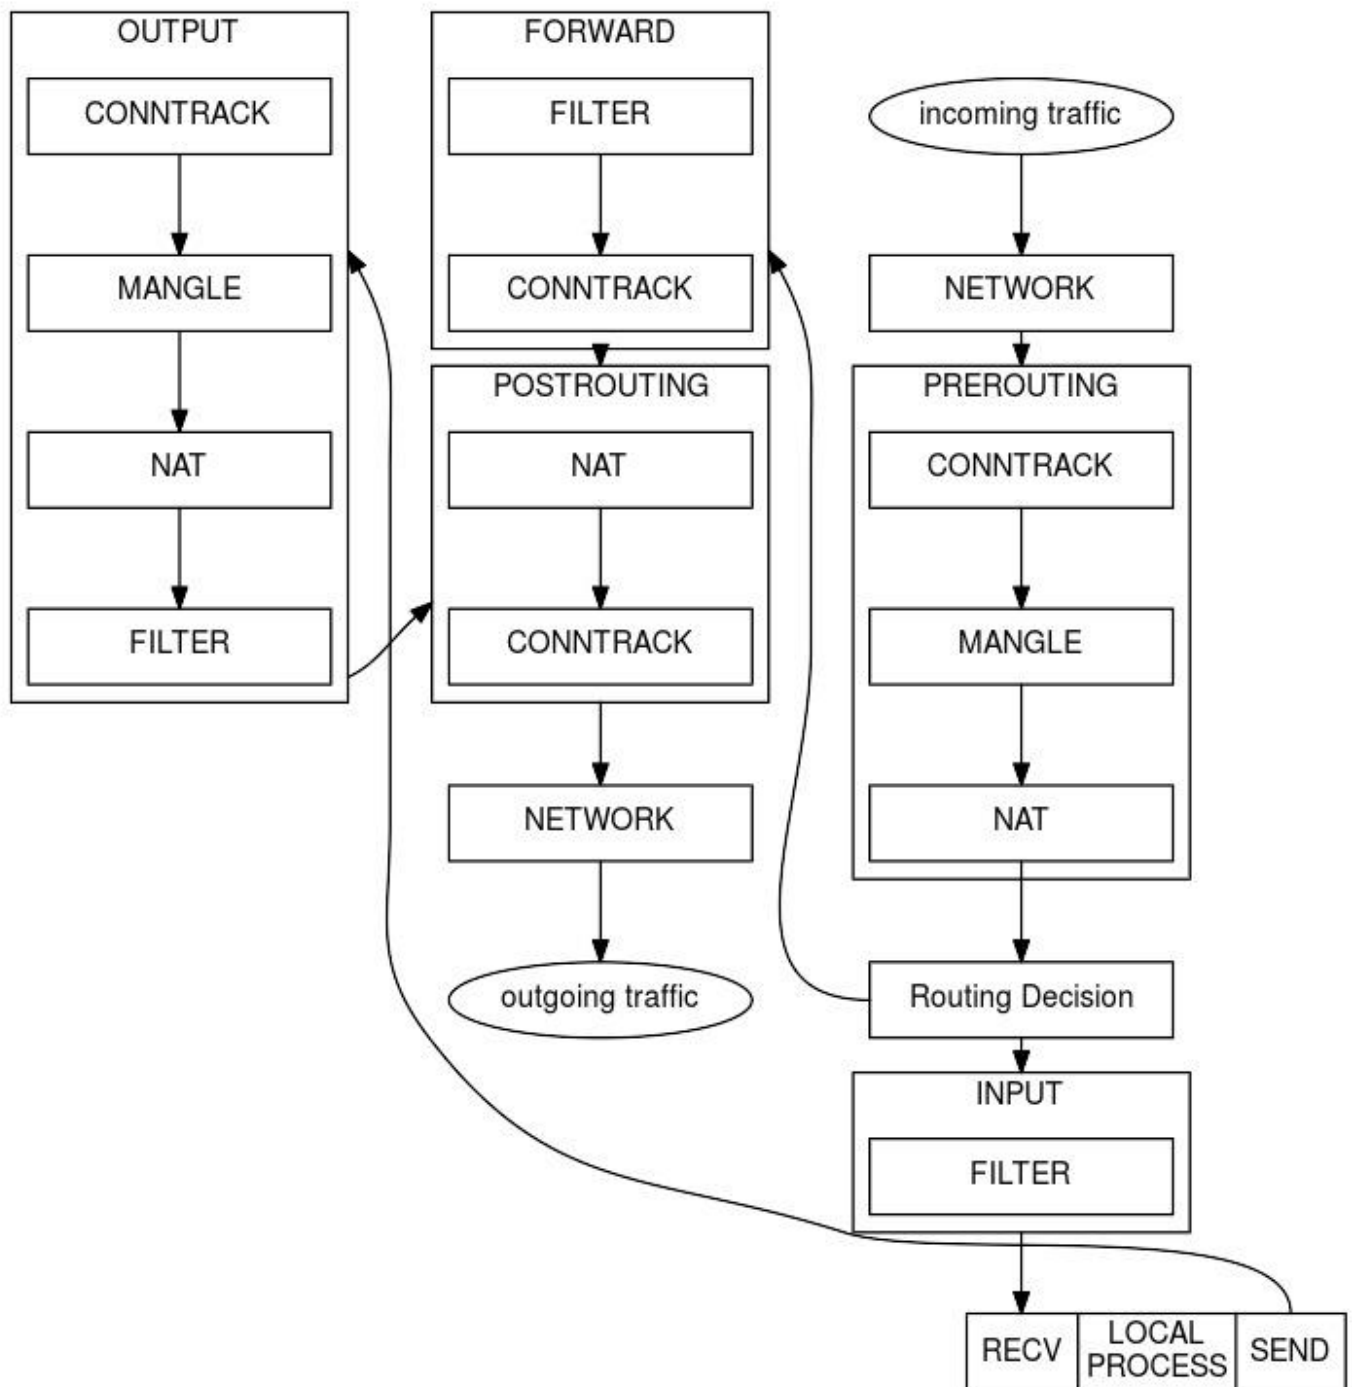 OUTPUT
CONNTRACK
MANGLE
NAT
FILTER
FORWARD
FILTER
CONNTRACK
POSTROUTING
NAT
CONNTRACK
NETWORK
outgoing traffic
incoming traffic
NETWORK
PREROUTING
CONNTRACK
MANGLE
NAT
Routing Decision
INPUT
FILTER
RECV
LOCAL
PROCESS
SEND